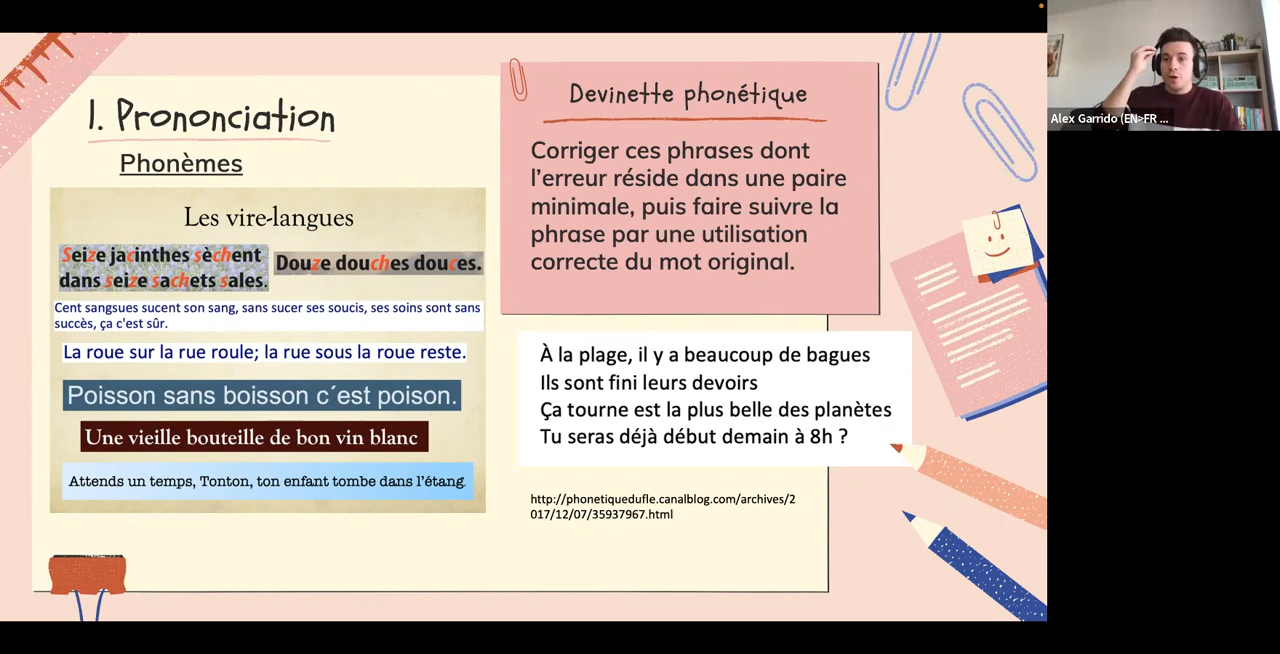 1. Prononciation
Phonèmes
Les vire-langues
Seize jacinthes sèchent
dans seize sachets sales.
Douze douches douces.
Cent sangsues sucent son sang, sans sucer ses soucis, ses soins sont sans
succès, ça c'est sûr.
La roue sur la rue roule; la rue sous la roue reste.
Poisson sans boisson c´est poison.
Une vieille bouteille de bon vin blanc
Attends un temps, Tonton, ton enfant tombe dans l’étang.
Devinette phonétique
Corriger ces phrases dont
l’erreur réside dans une paire
minimale, puis faire suivre la
phrase par une utilisation
correcte du mot original.
À la plage, il y a beaucoup de bagues
Ils sont fini leurs devoirs
Ça tourne est la plus belle des planètes
Tu seras déjà début demain à 8h ?
http://phonetiquedufle.canalblog.com/archives/2
017/12/07/35937967.html
Alex Garrido (EN>FR ...